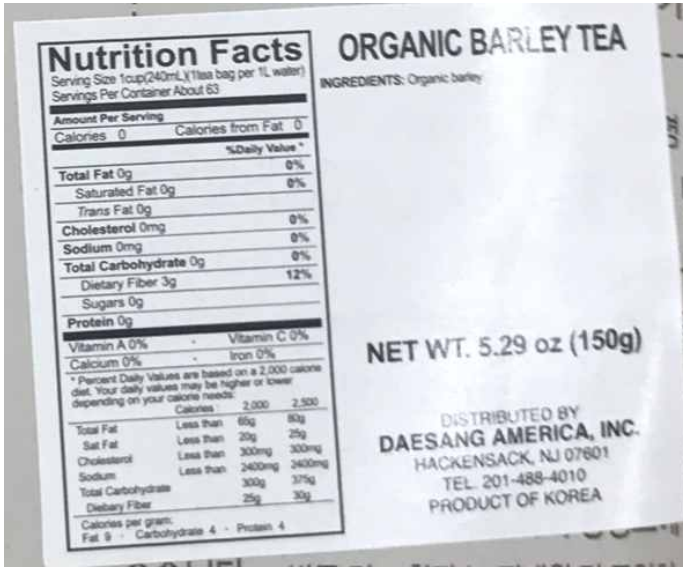 Nutrition Facts
Serving Size 1cup(240mL)(1tea bag per 1L water)
Servings Per Container About 63
Amount Per Serving
Calories 0 Calories from Fat 0
%Daily Value *
Total Fat 0g 0%
Saturated Fat 0g 0%
Trans Fat 0g
Cholesterol 0mg 0%
Sodium 0mg 0%
Total Carbohydrate 0g 0%
Dietary Fiber 3g 12%
Sugars 0g
Protein 0g
Vitamin A 0% · Vitamin C 0%
Calcium 0% · Iron 0%
* Percent Daily Values are based on a 2,000 calorie
diet. Your daily values may be higher or lower
depending on your calorie needs:
Calories : 2,000 2,500
Total Fat Less than 65g 80g
Sat Fat Less than 20g 25g
Cholesterol Less than 300mg 300mg
Sodium Less than 2400mg 2400mg
Total Carbohydrate 300g 375g
Dietary Fiber 25g 30g
Calories per gram:
Fat 9 · Carbohydrate 4 · Protein 4
ORGANIC BARLEY TEA
INGREDIENTS: Organic barley
NET WT. 5.29 oz (150g)
DISTRIBUTED BY
DAESANG AMERICA, INC.
HACKENSACK, NJ 07601
TEL. 201-488-4010
PRODUCT OF KOREA